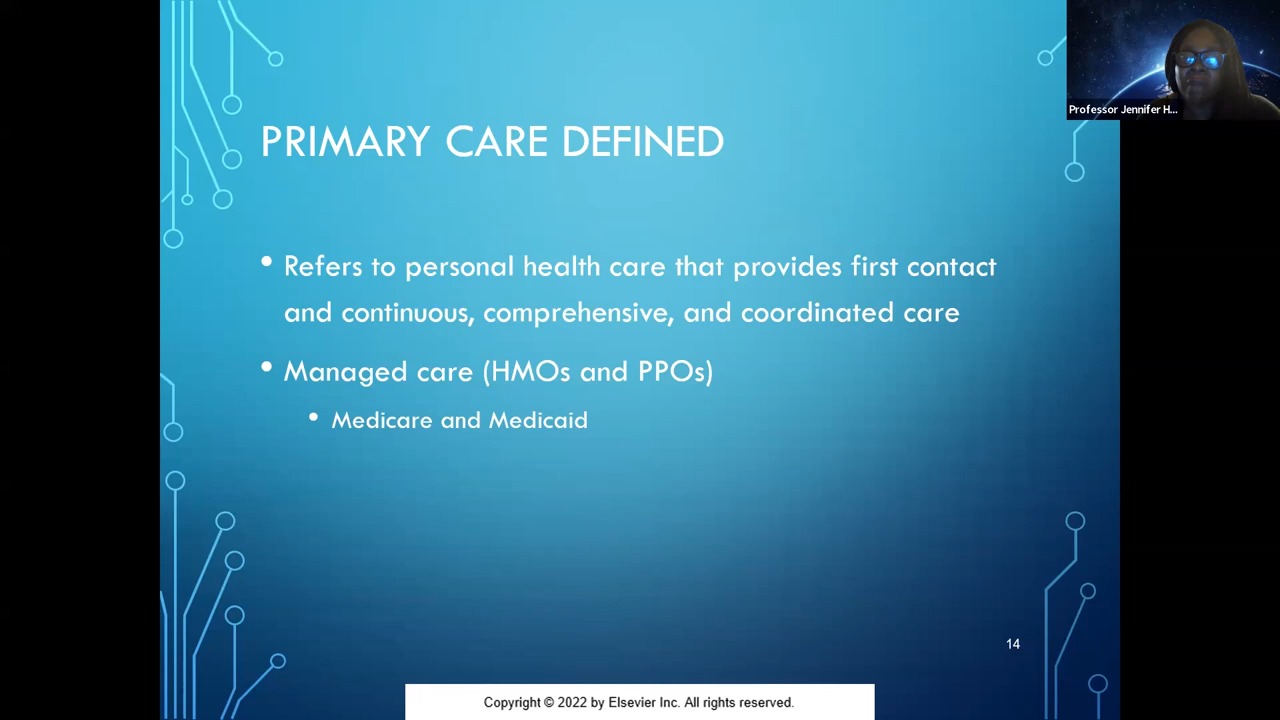 Professor Jennifer H...
PRIMARY CARE DEFINED
• Refers to personal health care that provides first contact
and continuous, comprehensive, and coordinated care
• Managed care (HMOs and PPOs)
• Medicare and Medicaid
14
Copyright © 2022 by Elsevier Inc. All rights reserved.